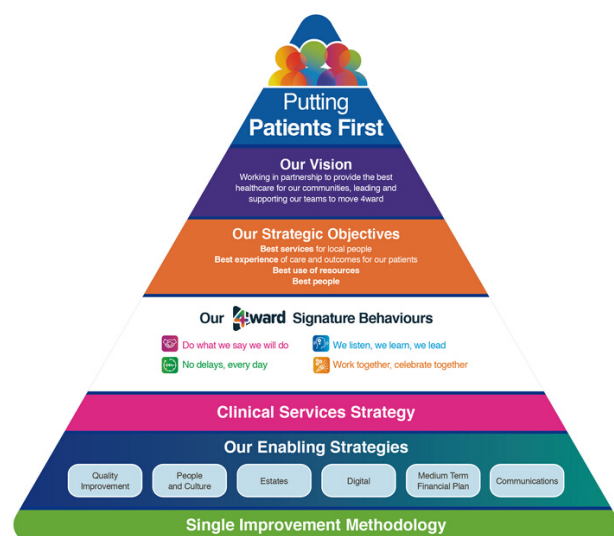 Putting
Patients First
Our Vision
Working in partnership to provide the best
healthcare for our communities, leading and
supporting our teams to move 4ward
Our Strategic Objectives
Best services for local people
Best experience of care and outcomes for our patients
Best use of resources
Best people
Our 4ward Signature Behaviours
Do what we say we will do
We listen, we learn, we lead
No delays, every day
Work together, celebrate together
Clinical Services Strategy
Our Enabling Strategies
Quality
Improvement
People
and Culture
Estates
Digital
Medium Term
Financial Plan
Communications
Single Improvement Methodology